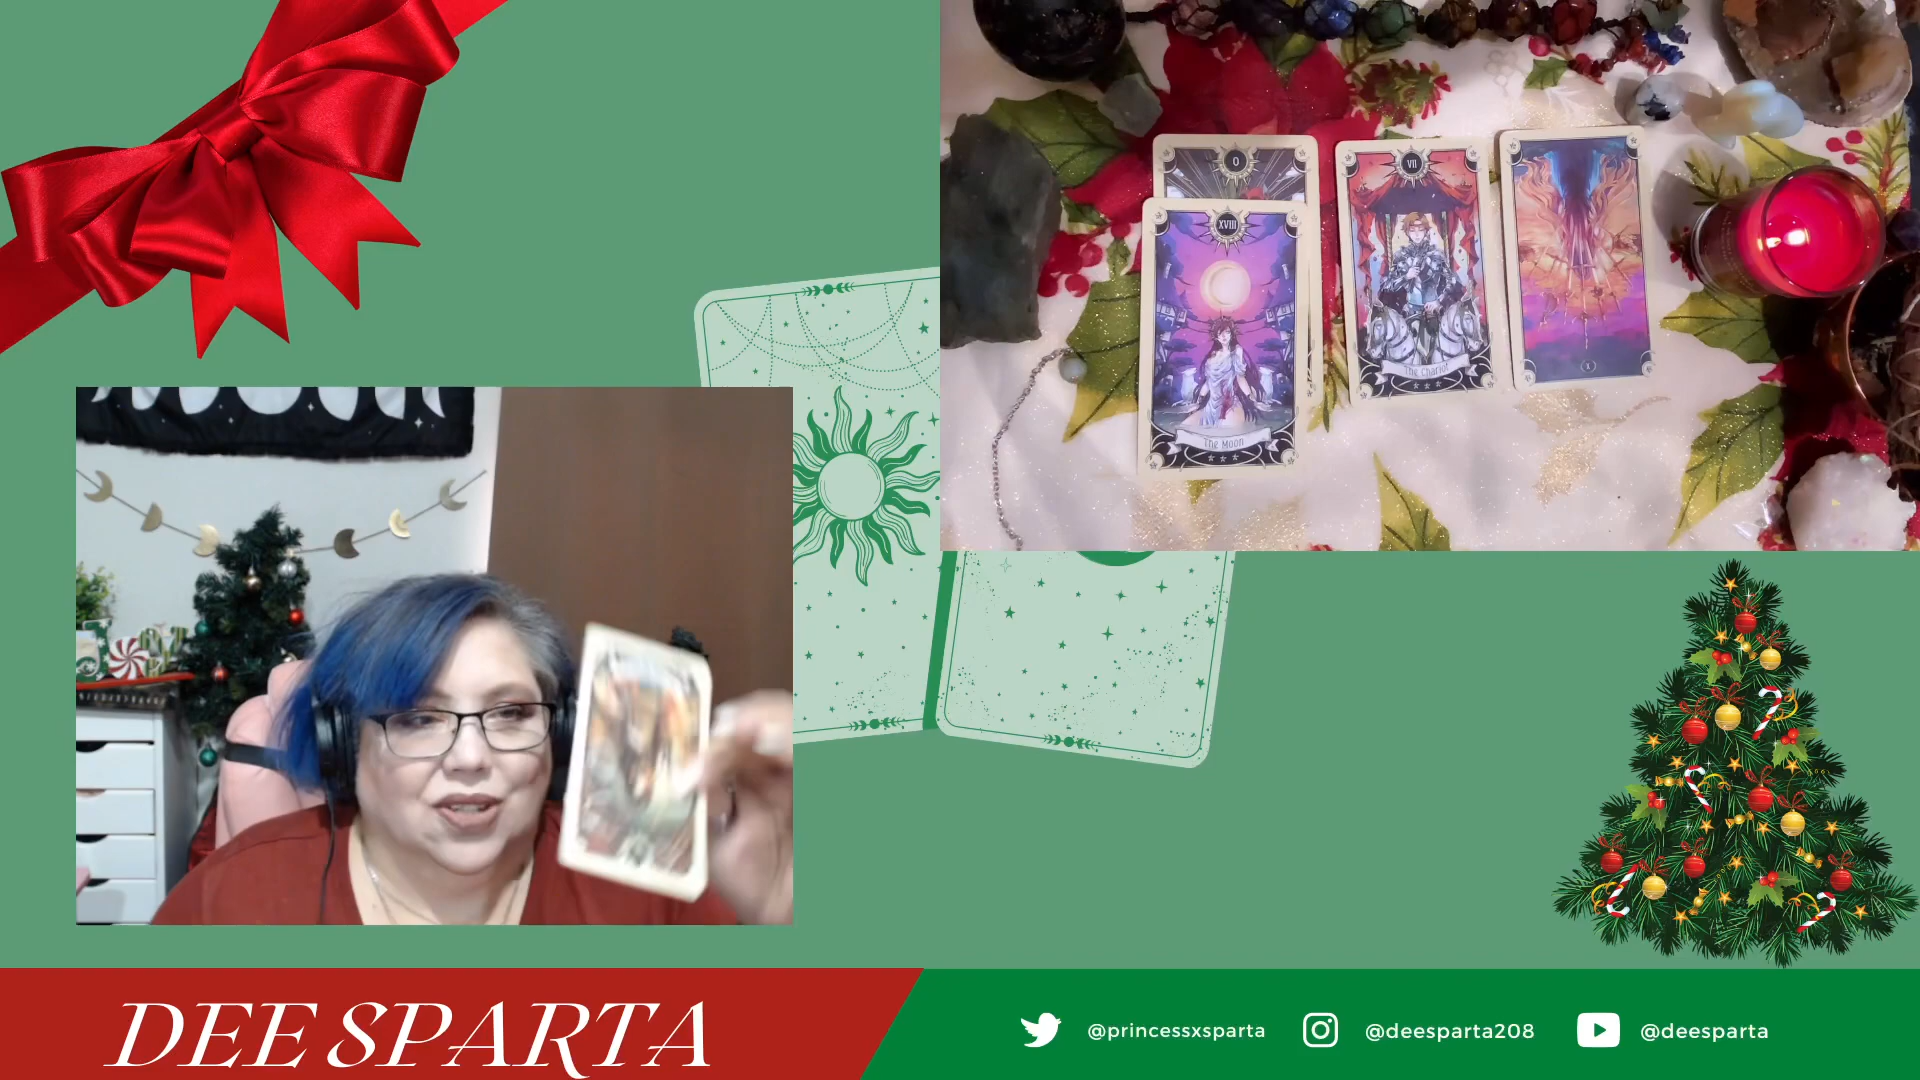 0
XVIII
The Moon
VII
The Chariot
X
DEE SPARTA
@princessxsparta
@deesparta208
@deesparta